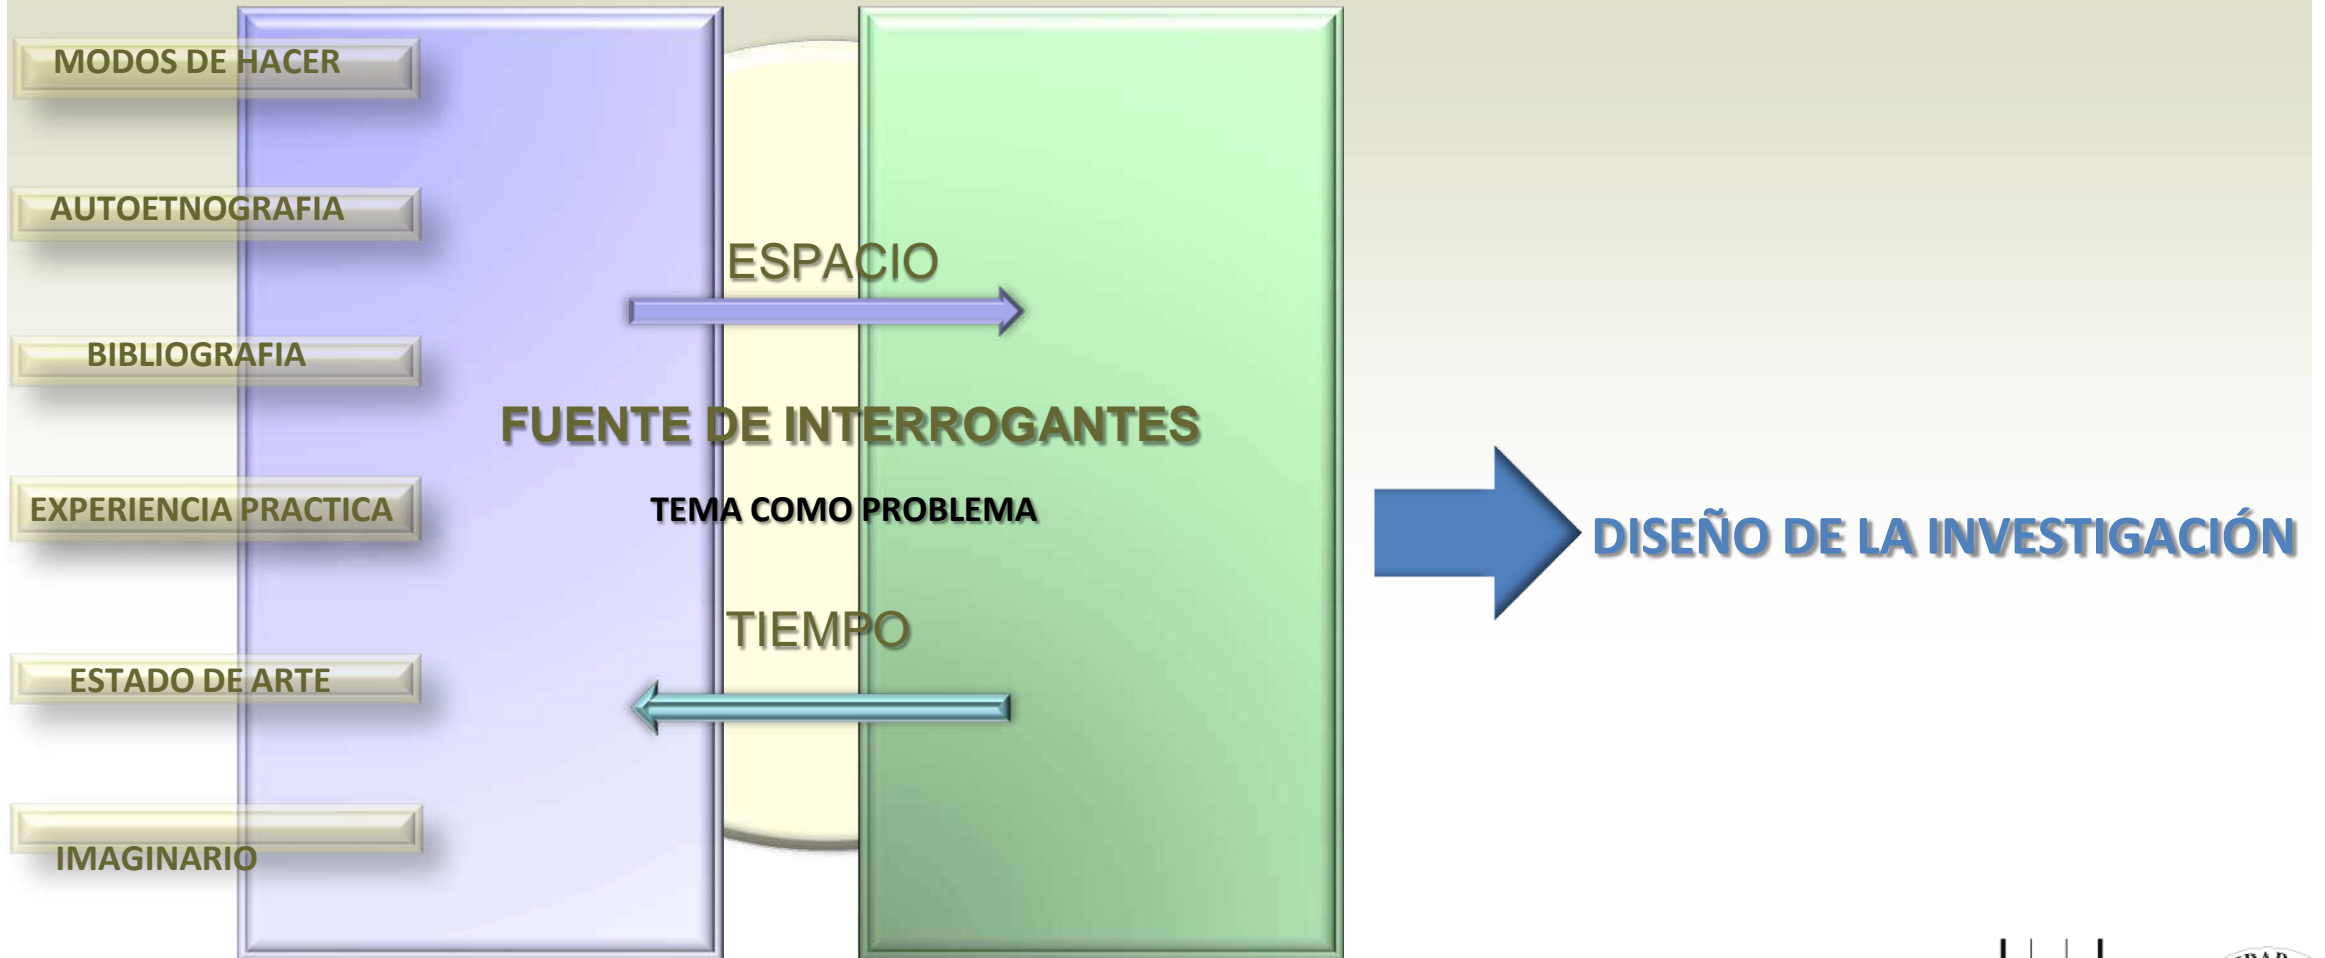 MODOS DE HACER
AUTOETNOGRAFIA
BIBLIOGRAFIA
EXPERIENCIA PRACTICA
ESTADO DE ARTE
IMAGINARIO
ESPACIO
FUENTE DE INTERROGANTES
TEMA COMO PROBLEMA
TIEMPO
DISEÑO DE LA INVESTIGACIÓN